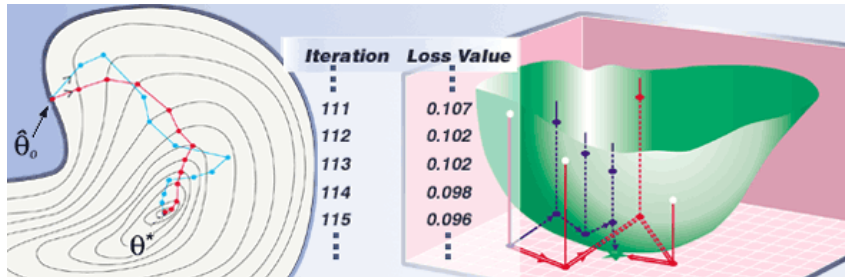 Iteration Loss Value
111 0.107
112 0.102
113 0.102
114 0.098
115 0.096
θ̂₀
θ*